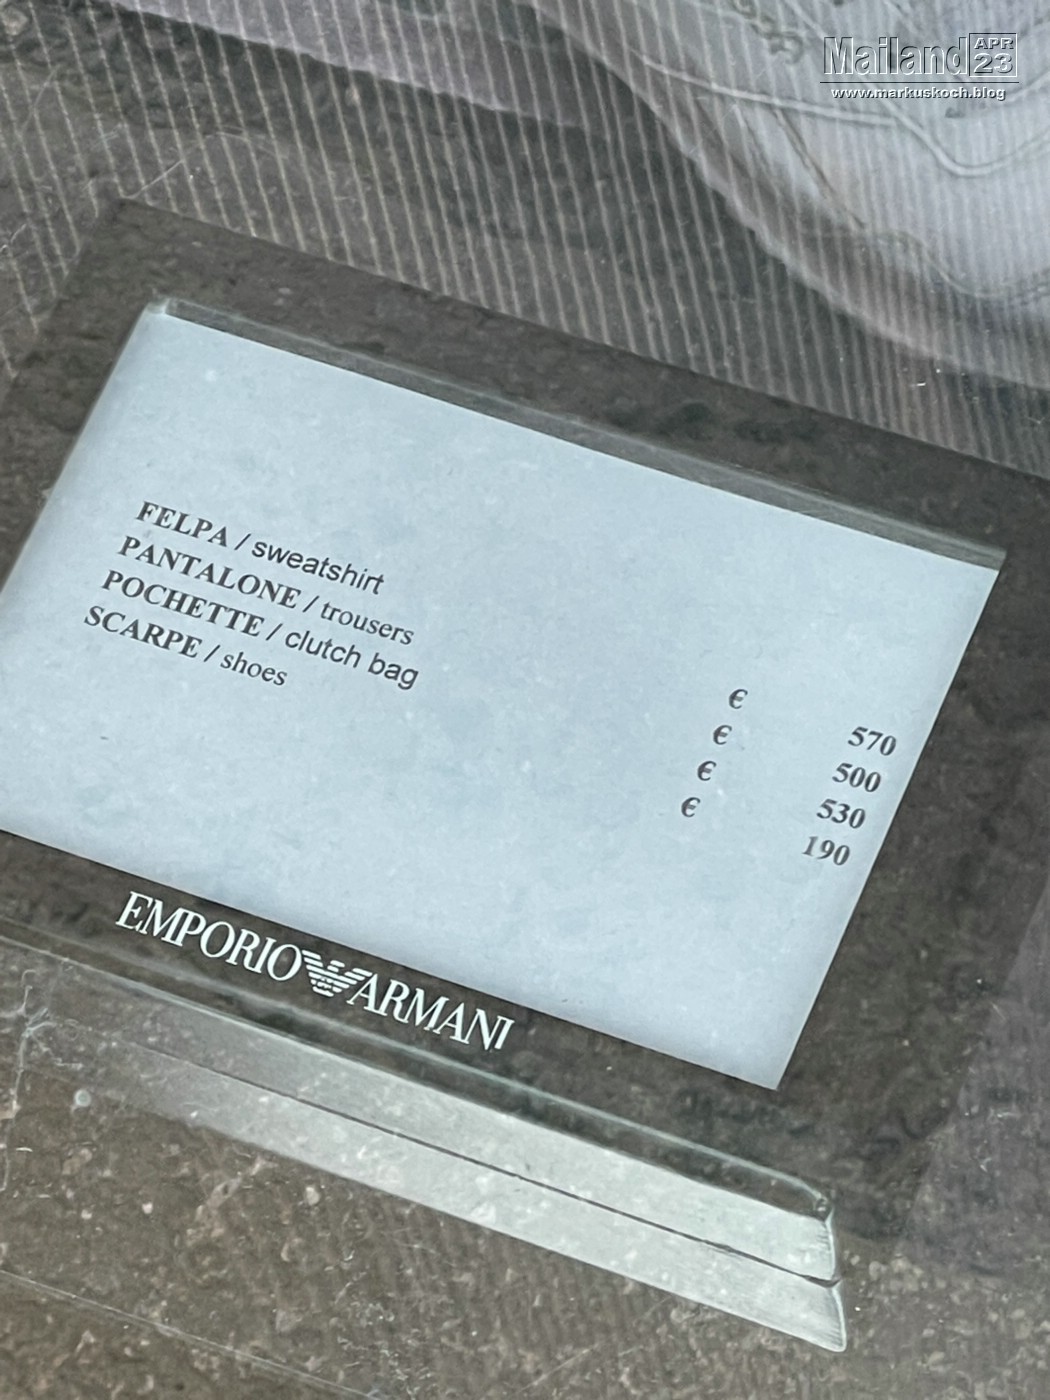 Mailand APR 23
www.markuskoch.blog
FELPA / sweatshirt € 570
PANTALONE / trousers € 500
POCHETTE / clutch bag € 530
SCARPE / shoes € 190
EMPORIO ARMANI